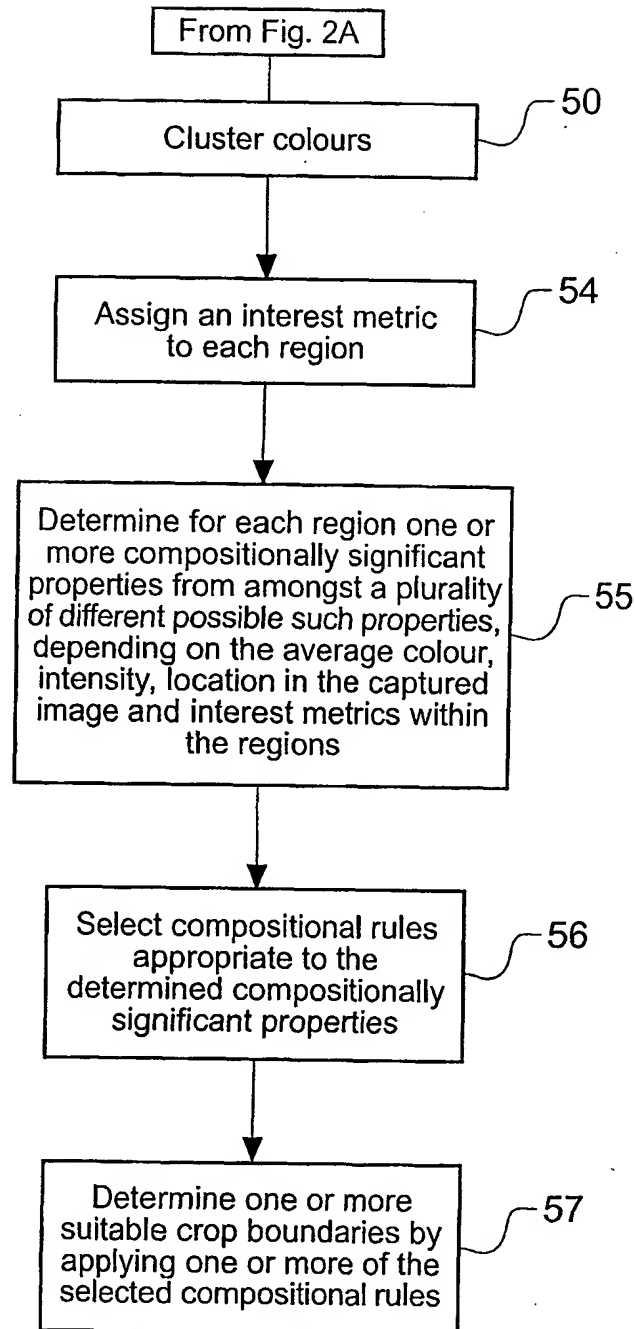 From Fig. 2A
50
Cluster colours
54
Assign an interest metric
to each region
Determine for each region one or
more compositionally significant
properties from amongst a plurality
of different possible such properties,
depending on the average colour,
intensity, location in the captured
image and interest metrics within
the regions
55
Select compositional rules
appropriate to the
determined compositionally
significant properties
56
Determine one or more
suitable crop boundaries by
applying one or more of the
selected compositional rules
57